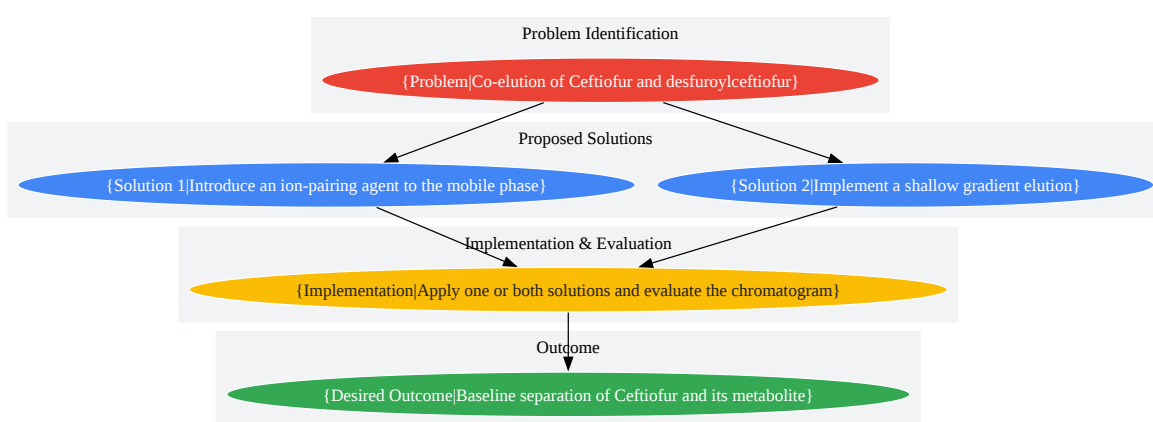 Problem Identification
{Problem|Co-elution of Ceftiofur and desfuroylceftiofur}
Proposed Solutions
{Solution 1|Introduce an ion-pairing agent to the mobile phase}
{Solution 2|Implement a shallow gradient elution}
Implementation & Evaluation
{Implementation|Apply one or both solutions and evaluate the chromatogram}
Outcome
{Desired Outcome|Baseline separation of Ceftiofur and its metabolite}